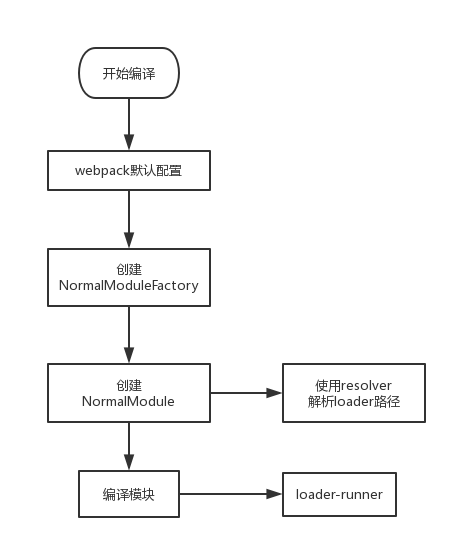 开始编译
webpack默认配置
创建
NormalModuleFactory
创建
NormalModule
使用resolver
解析loader路径
编译模块
loader-runner